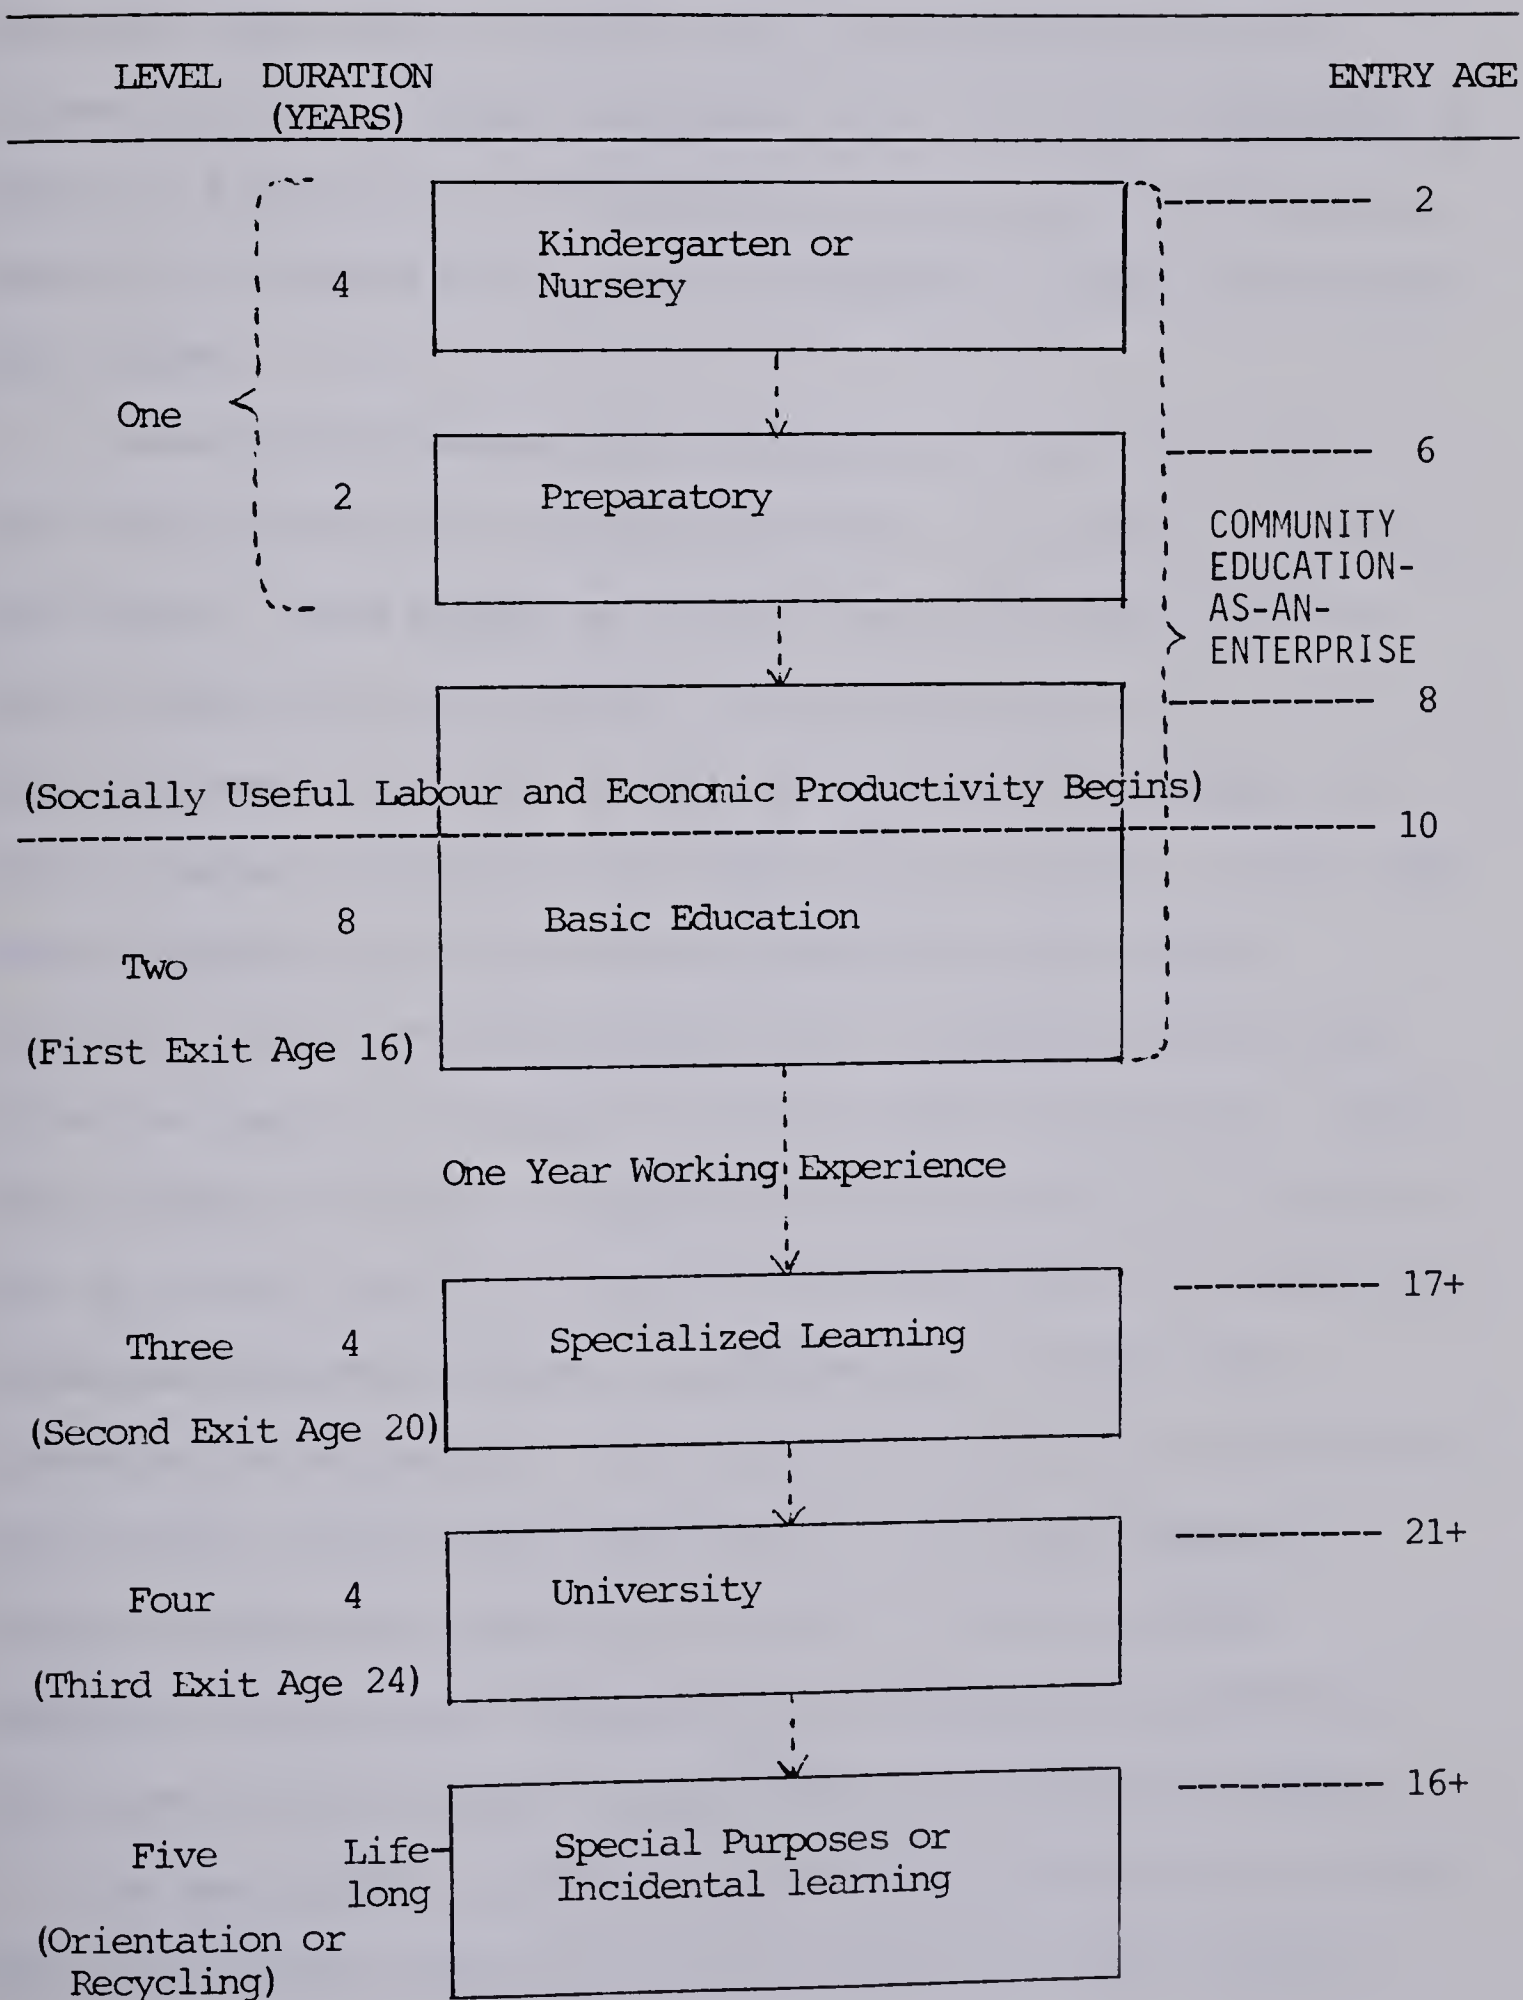 LEVEL DURATION (YEARS) ENTRY AGE
2
Kindergarten or
Nursery
4
One
6
2 Preparatory
COMMUNITY
EDUCATION-
AS-AN-
ENTERPRISE
8
(Socially Useful Labour and Economic Productivity Begins)
10
8 Basic Education
Two
(First Exit Age 16)
One Year Working Experience
17+
Three 4 Specialized Learning
(Second Exit Age 20)
21+
Four 4 University
(Third Exit Age 24)
16+
Five Life-
long
Special Purposes or
Incidental learning
(Orientation or
Recycling)